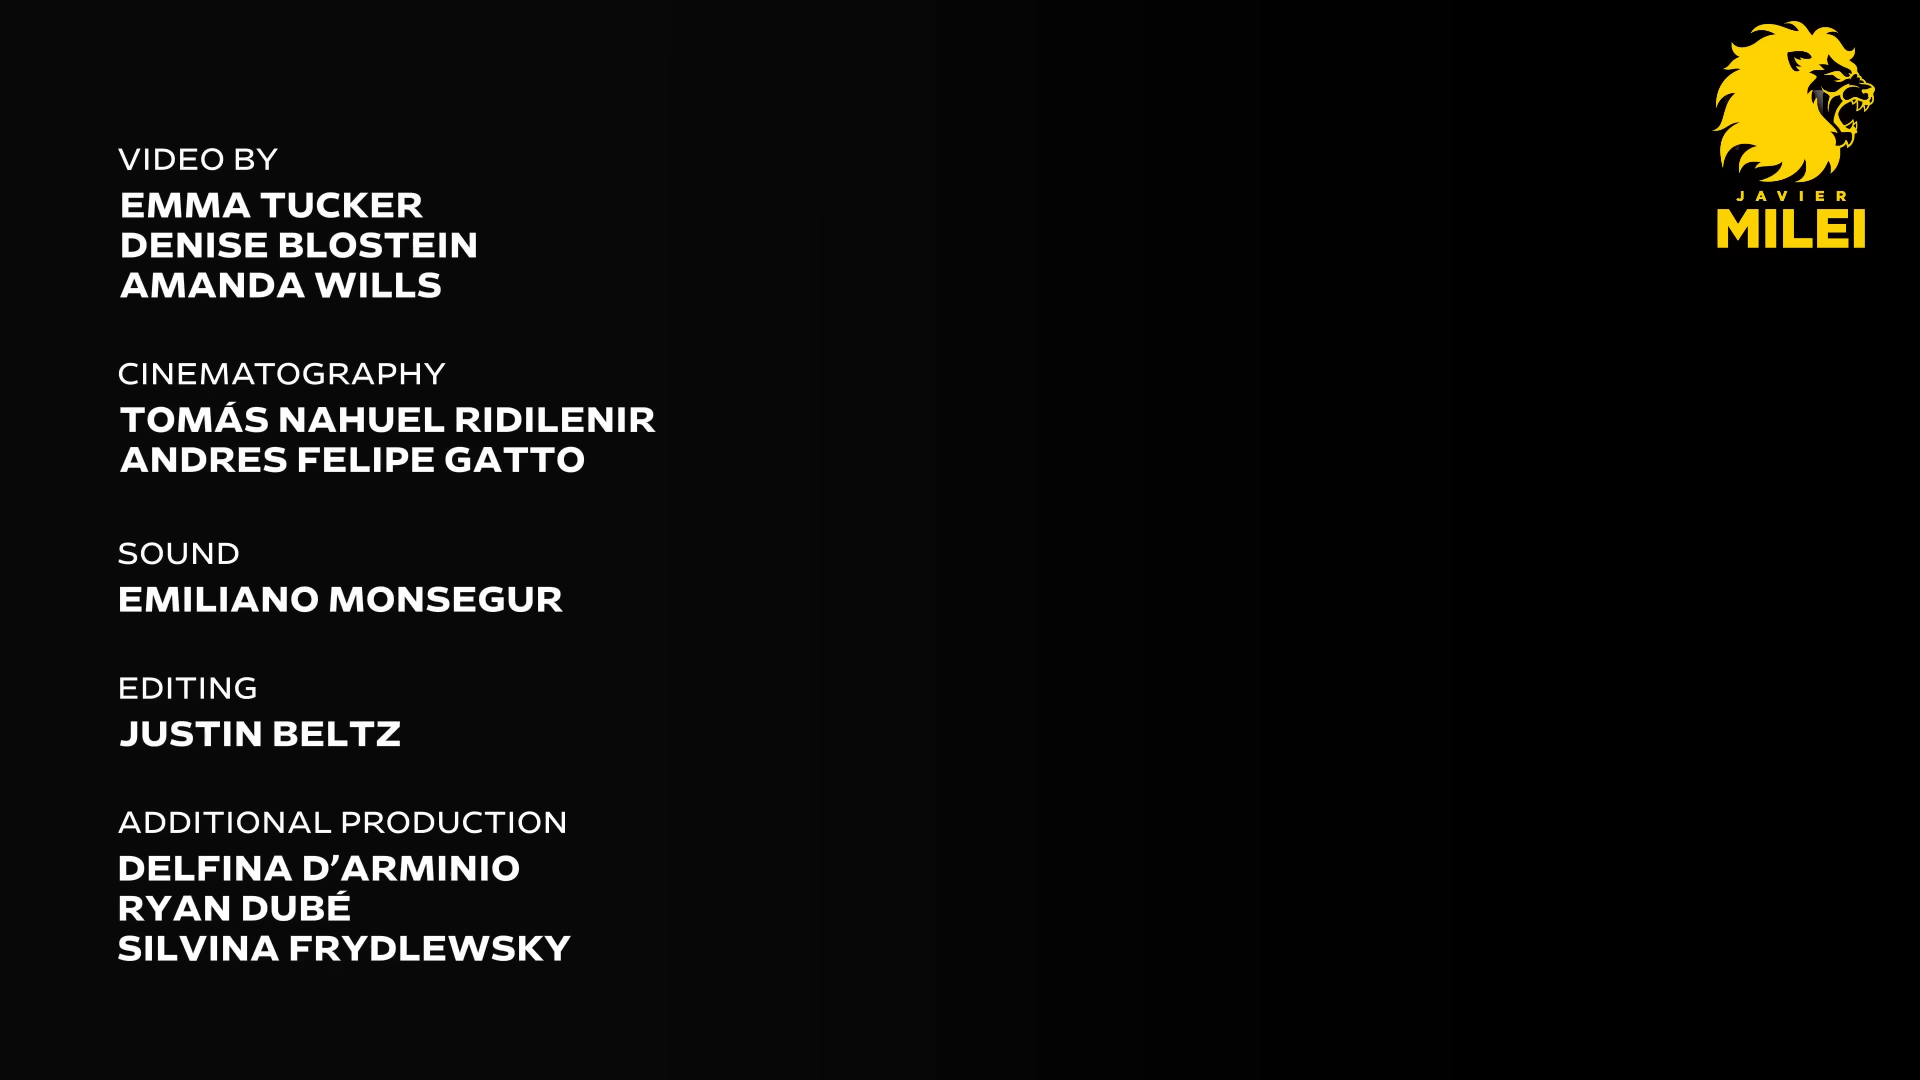 VIDEO BY
EMMA TUCKER
DENISE BLOSTEIN
AMANDA WILLS
CINEMATOGRAPHY
TOMÁS NAHUEL RIDILENIR
ANDRES FELIPE GATTO
SOUND
EMILIANO MONSEGUR
EDITING
JUSTIN BELTZ
ADDITIONAL PRODUCTION
DELFINA D’ARMINIO
RYAN DUBÉ
SILVINA FRYDLEWSKY
JAVIER
MILEI